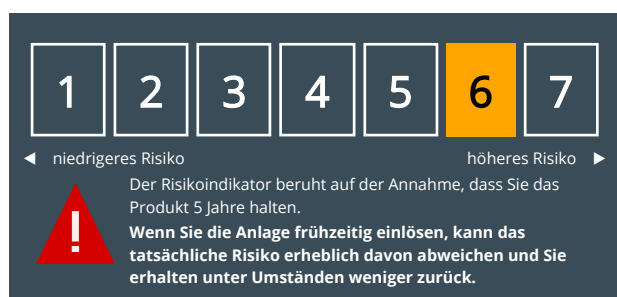 1 2 3 4 5 6 7
niedrigeres Risiko höheres Risiko
Der Risikoindikator beruht auf der Annahme, dass Sie das
Produkt 5 Jahre halten.
Wenn Sie die Anlage frühzeitig einlösen, kann das
tatsächliche Risiko erheblich davon abweichen und Sie
erhalten unter Umständen weniger zurück.
!